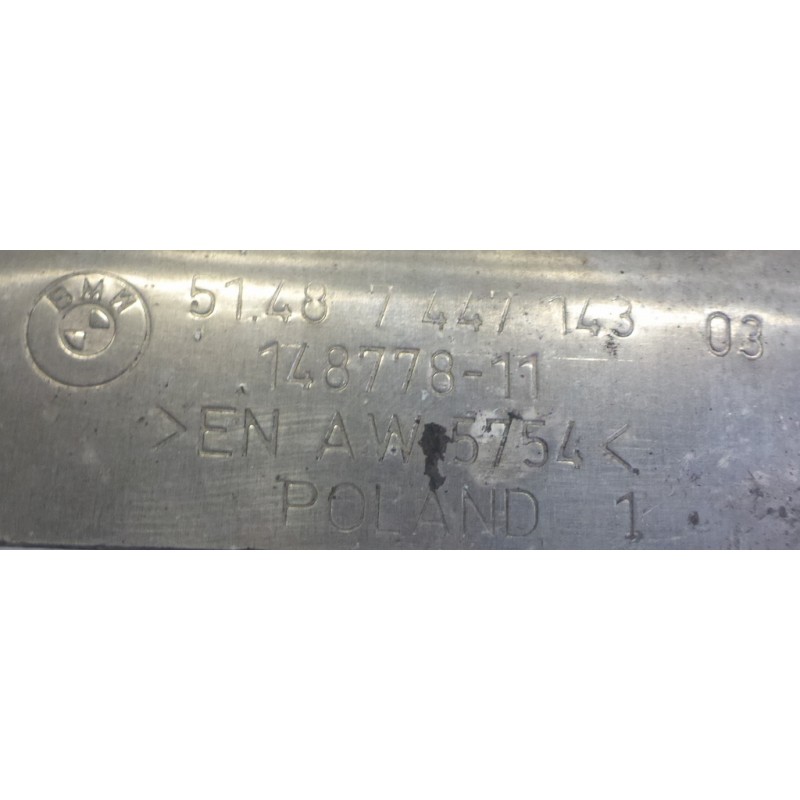 BMW
51.48 7 447 143 03
148778-11
>EN AW 5754<
POLAND 1